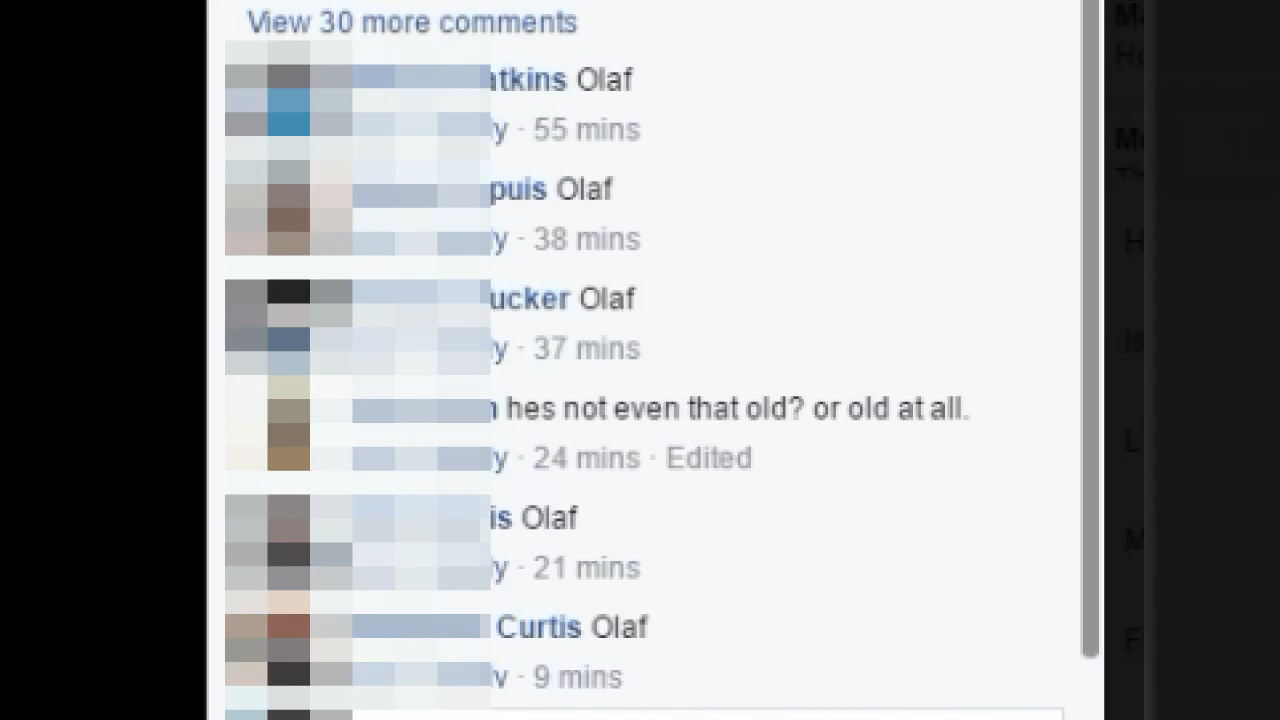 View 30 more comments
atkins Olaf
y · 55 mins
puis Olaf
y · 38 mins
ucker Olaf
y · 37 mins
hes not even that old? or old at all.
y · 24 mins · Edited
is Olaf
y · 21 mins
Curtis Olaf
y · 9 mins